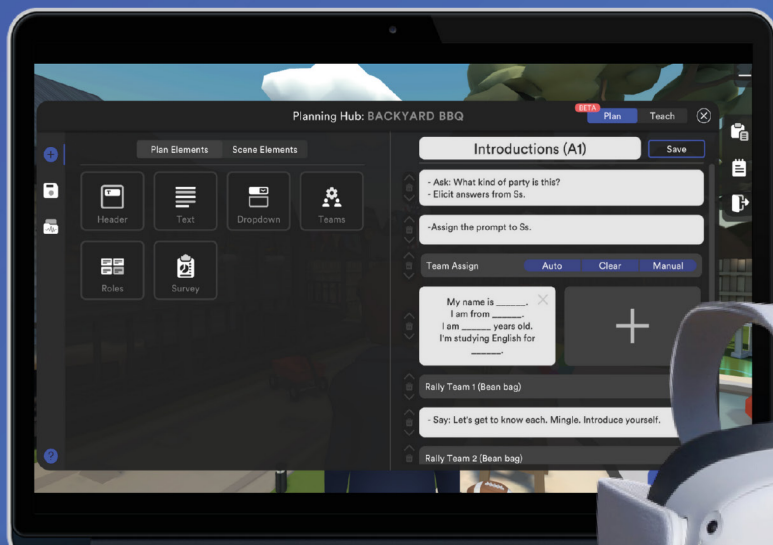 Planning Hub: BACKYARD BBQ
BETA
Plan
Teach
Plan Elements
Scene Elements
Header
Text
Dropdown
Teams
Roles
Survey
Introductions (A1)
Save
- Ask: What kind of party is this?
- Elicit answers from Ss.
-Assign the prompt to Ss.
Team Assign
Auto
Clear
Manual
My name is ______.
I am from ______.
I am ______ years old.
I'm studying English for
______.
Rally Team 1 (Bean bag)
- Say: Let's get to know each. Mingle. Introduce yourself.
Rally Team 2 (Bean bag)
?